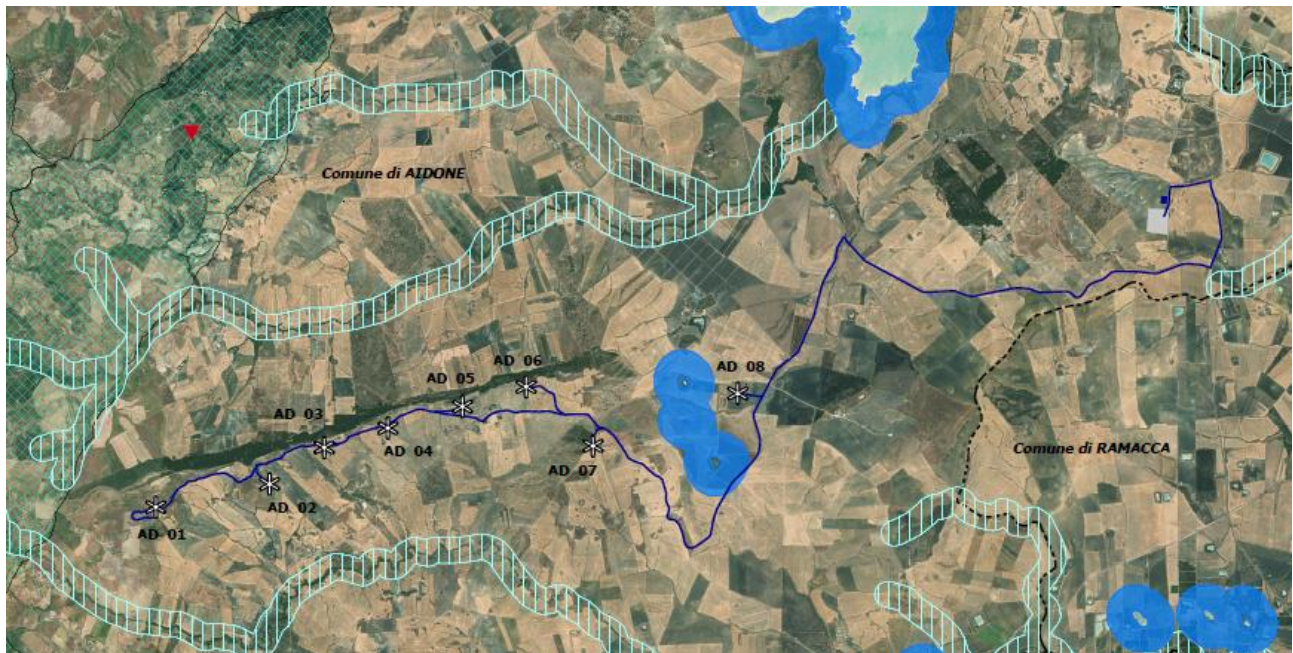 Comune di AIDONE
AD 06
AD 08
AD 05
AD 03
AD 04
Comune di RAMACCA
AD 07
AD 02
AD 01